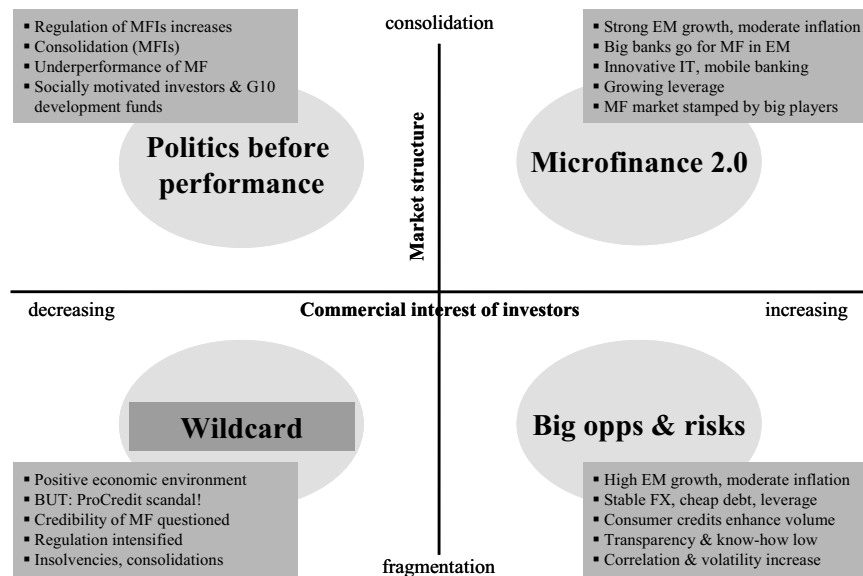 ▪ Regulation of MFIs increases
▪ Consolidation (MFIs)
▪ Underperformance of MF
▪ Socially motivated investors & G10
development funds
consolidation
▪ Strong EM growth, moderate inflation
▪ Big banks go for MF in EM
▪ Innovative IT, mobile banking
▪ Growing leverage
▪ MF market stamped by big players
Politics before
performance
Market structure
Microfinance 2.0
decreasing
Commercial interest of investors
increasing
Wildcard
Big opps & risks
▪ Positive economic environment
▪ BUT: ProCredit scandal!
▪ Credibility of MF questioned
▪ Regulation intensified
▪ Insolvencies, consolidations
fragmentation
▪ High EM growth, moderate inflation
▪ Stable FX, cheap debt, leverage
▪ Consumer credits enhance volume
▪ Transparency & know-how low
▪ Correlation & volatility increase